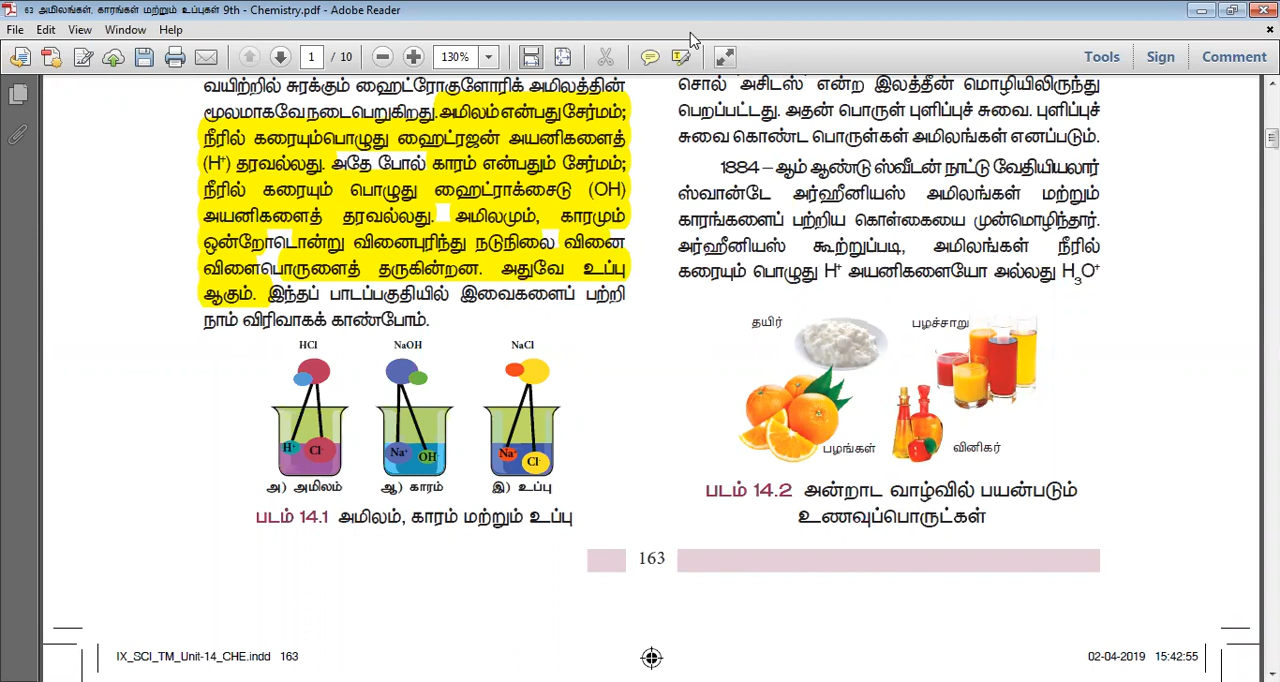 63 அமிலங்கள், காரங்கள் மற்றும் உப்புகள் 9th - Chemistry.pdf - Adobe Reader
File Edit View Window Help
1 / 10 130% Tools Sign Comment
வயிற்றில் சுரக்கும் ஹைட்ரோகுளோரிக் அமிலத்தின்
மூலமாகவே நடைபெறுகிறது. அமிலம் என்பது சேர்மம்;
நீரில் கரையும்பொழுது ஹைட்ரஜன் அயனிகளைத்
(H⁺) தரவல்லது. அதே போல் காரம் என்பதும் சேர்மம்;
நீரில் கரையும் பொழுது ஹைட்ராக்சைடு (OH)
அயனிகளைத் தரவல்லது. அமிலமும், காரமும்
ஒன்றோடொன்று வினைபுரிந்து நடுநிலை வினை
விளைபொருளைத் தருகின்றன. அதுவே உப்பு
ஆகும். இந்தப் பாடப்பகுதியில் இவைகளைப் பற்றி
நாம் விரிவாகக் காண்போம்.
HCl NaOH NaCl
H⁺ Cl⁻ Na⁺ OH⁻ Na⁺ Cl⁻
அ) அமிலம் ஆ) காரம் இ) உப்பு
படம் 14.1 அமிலம், காரம் மற்றும் உப்பு
சொல் அசிடஸ் என்ற இலத்தீன் மொழியிலிருந்து
பெறப்பட்டது. அதன் பொருள் புளிப்புச் சுவை. புளிப்புச்
சுவை கொண்ட பொருள்கள் அமிலங்கள் எனப்படும்.
1884 – ஆம் ஆண்டு ஸ்வீடன் நாட்டு வேதியியலார்
ஸ்வான்டே அர்ஹீனியஸ் அமிலங்கள் மற்றும்
காரங்களைப் பற்றிய கொள்கையை முன்மொழிந்தார்.
அர்ஹீனியஸ் கூற்றுப்படி, அமிலங்கள் நீரில்
கரையும் பொழுது H⁺ அயனிகளையோ அல்லது H₃O⁺
தயிர் பழச்சாறு
பழங்கள் வினிகர்
படம் 14.2 அன்றாட வாழ்வில் பயன்படும்
உணவுப்பொருட்கள்
163
IX_SCI_TM_Unit-14_CHE.indd 163 02-04-2019 15:42:55